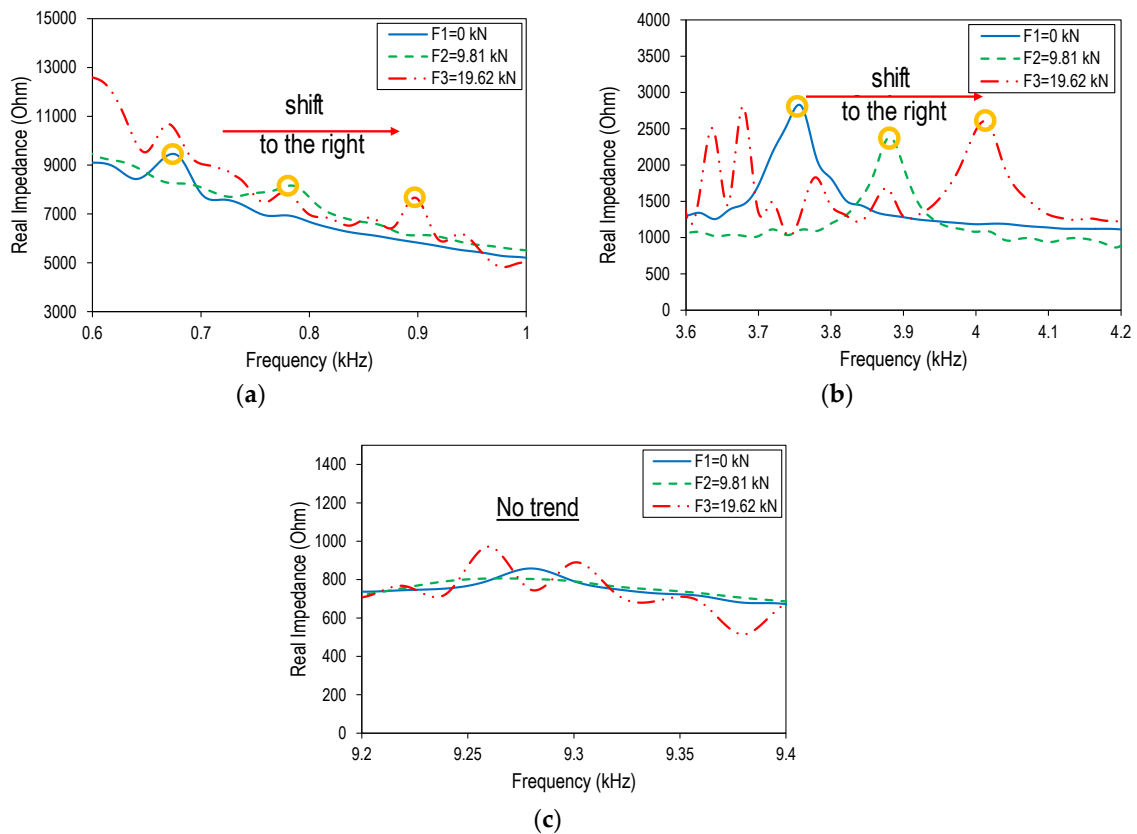 15000
13000
11000
9000
7000
5000
3000
Real Impedance (Ohm)
F1=0 kN
F2=9.81 kN
F3=19.62 kN
shift
to the right
0.6 0.7 0.8 0.9 1
Frequency (kHz)
(a)
4000
3500
3000
2500
2000
1500
1000
500
0
Real Impedance (Ohm)
F1=0 kN
F2=9.81 kN
F3=19.62 kN
shift
to the right
3.6 3.7 3.8 3.9 4 4.1 4.2
Frequency (kHz)
(b)
1400
1200
1000
800
600
400
200
0
Real Impedance (Ohm)
F1=0 kN
F2=9.81 kN
F3=19.62 kN
No trend
9.2 9.25 9.3 9.35 9.4
Frequency (kHz)
(c)